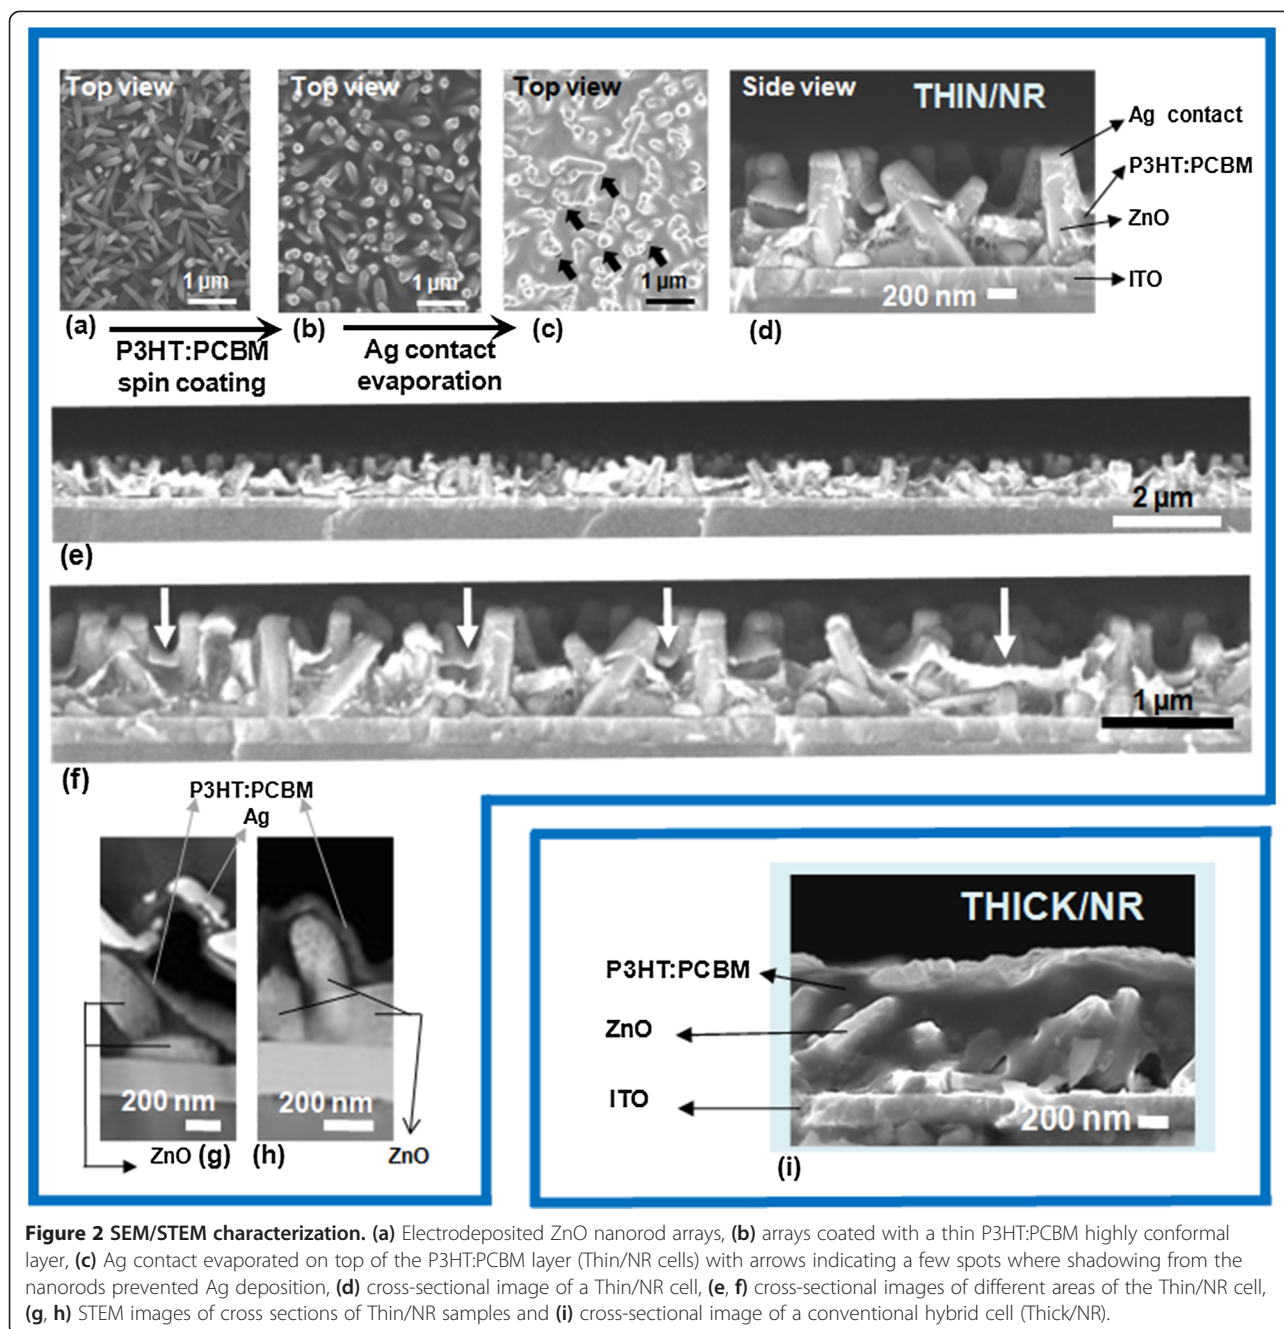 Top view
Top view
Top view
Side view
THIN/NR
Ag contact
P3HT:PCBM
ZnO
ITO
1 µm
1 µm
1 µm
200 nm
(a)
(b)
(c)
(d)
P3HT:PCBM
spin coating
Ag contact
evaporation
2 µm
(e)
1 µm
(f)
P3HT:PCBM
Ag
200 nm
200 nm
ZnO
(g)
(h)
ZnO
THICK/NR
P3HT:PCBM
ZnO
ITO
200 nm
(i)
Figure 2 SEM/STEM characterization. (a) Electrodeposited ZnO nanorod arrays, (b) arrays coated with a thin P3HT:PCBM highly conformal
layer, (c) Ag contact evaporated on top of the P3HT:PCBM layer (Thin/NR cells) with arrows indicating a few spots where shadowing from the
nanorods prevented Ag deposition, (d) cross-sectional image of a Thin/NR cell, (e, f) cross-sectional images of different areas of the Thin/NR cell,
(g, h) STEM images of cross sections of Thin/NR samples and (i) cross-sectional image of a conventional hybrid cell (Thick/NR).